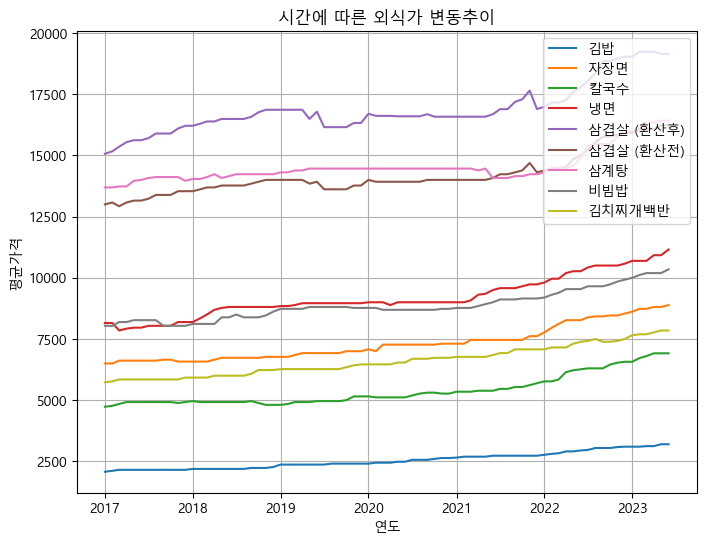 시간에 따른 외식가 변동추이
평균가격
20000
17500
15000
12500
10000
7500
5000
2500
김밥
자장면
칼국수
냉면
삼겹살 (환산후)
삼겹살 (환산전)
삼계탕
비빔밥
김치찌개백반
2017
2018
2019
2020
2021
2022
2023
연도